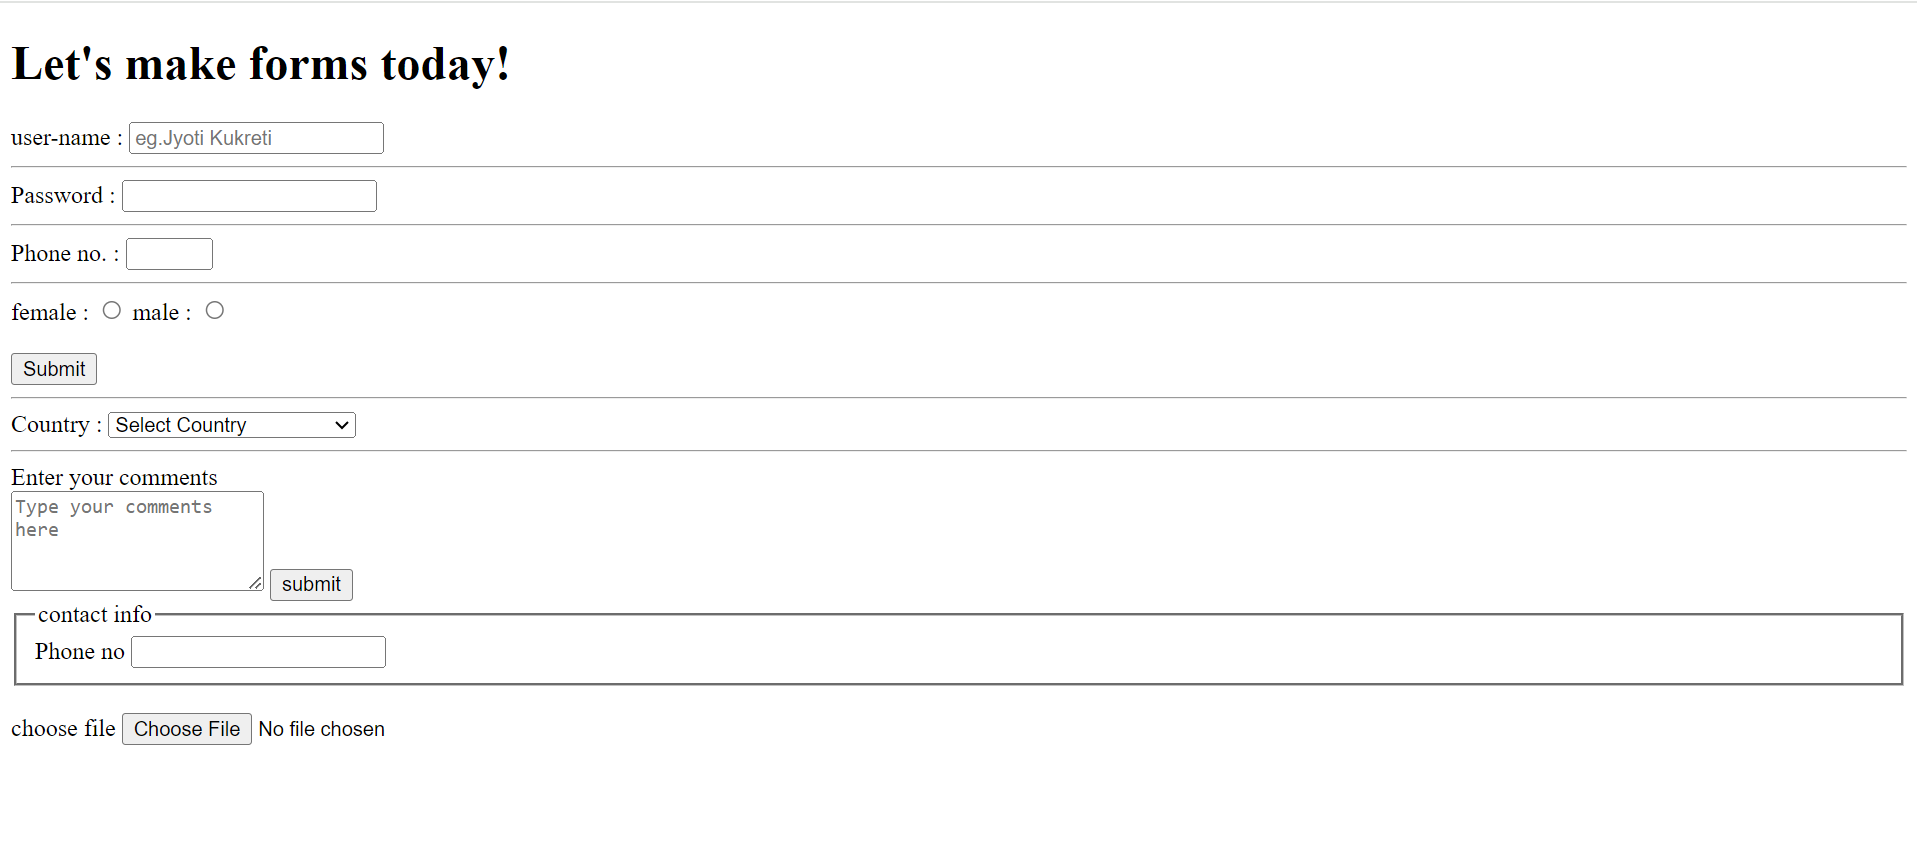 Let's make forms today!
user-name : eg.Jyoti Kukreti
Password :
Phone no. :
female : male :
Submit
Country : Select Country
Enter your comments
Type your comments
here
submit
contact info
Phone no
choose file Choose File No file chosen